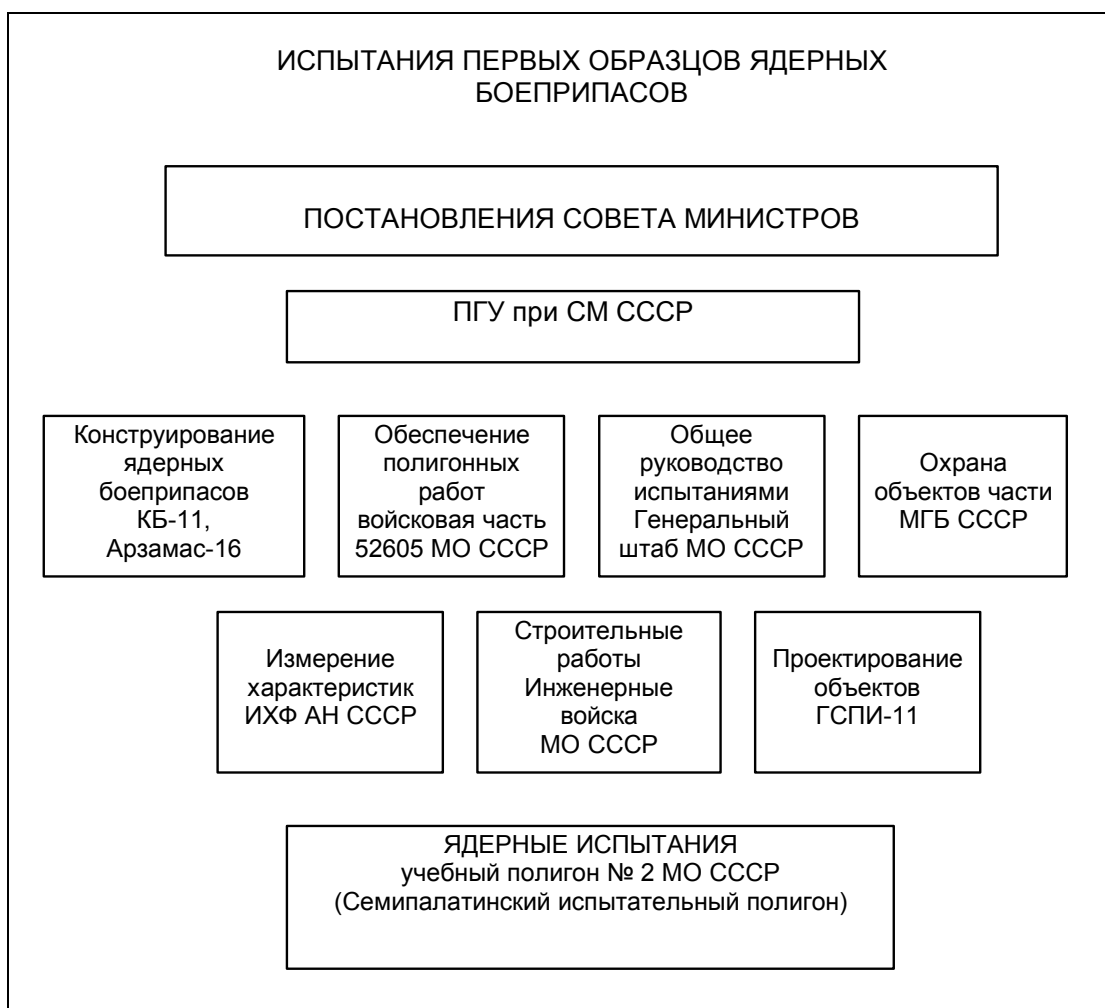 ИСПЫТАНИЯ ПЕРВЫХ ОБРАЗЦОВ ЯДЕРНЫХ
БОЕПРИПАСОВ
ПОСТАНОВЛЕНИЯ СОВЕТА МИНИСТРОВ
ПГУ при СМ СССР
Конструирование
ядерных
боеприпасов
КБ-11,
Арзамас-16
Обеспечение
полигонных
работ
войсковая часть
52605 МО СССР
Общее
руководство
испытаниями
Генеральный
штаб МО СССР
Охрана
объектов части
МГБ СССР
Измерение
характеристик
ИХФ АН СССР
Строительные
работы
Инженерные
войска
МО СССР
Проектирование
объектов
ГСПИ-11
ЯДЕРНЫЕ ИСПЫТАНИЯ
учебный полигон № 2 МО СССР
(Семипалатинский испытательный полигон)